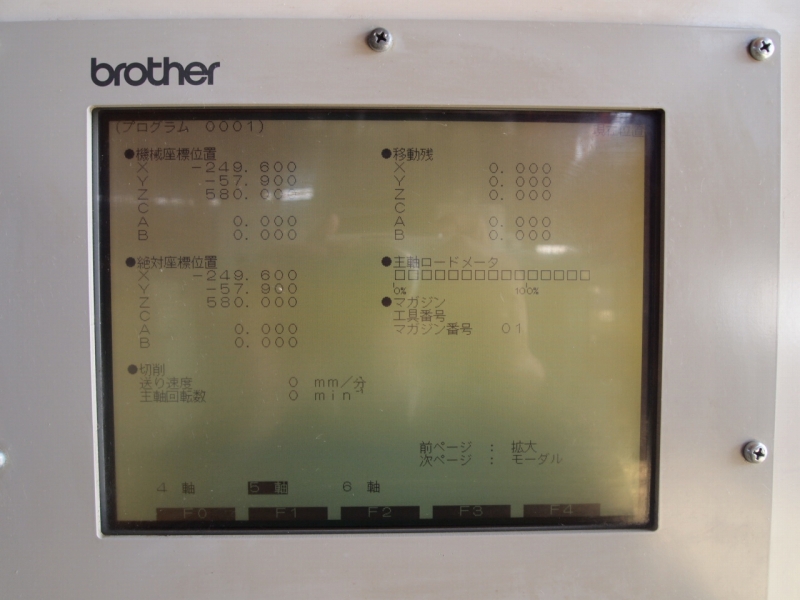 brother
(プログラム 0001)
●機械座標位置
X -249.600
Y -57.900
Z 580.000
C
A 0.000
B 0.000
●移動残
X 0.000
Y 0.000
Z 0.000
C
A 0.000
B 0.000
●絶対座標位置
X -249.600
Y -57.900
Z 580.000
C
A 0.000
B 0.000
●主軸ロードメータ
0% 100%
●マガジン
工具番号
マガジン番号 01
●切削
送り速度 0 mm/分
主軸回転数 0 min⁻¹
前ページ : 拡大
次ページ : モーダル
4 軸 5 軸 6 軸
F0 F1 F2 F3 F4